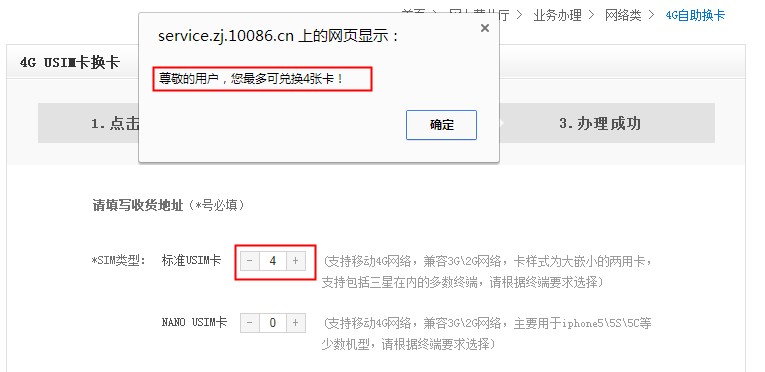 service.zj.10086.cn 上的网页显示：
尊敬的用户，您最多可兑换4张卡！
确定
业务办理 > 网络类 > 4G自助换卡
4G USIM卡换卡
1.点击
3.办理成功
请填写收货地址（*号必填）
*SIM类型： 标准USIM卡 - 4 + （支持移动4G网络，兼容3G\2G网络，卡样式为大嵌小的两用卡，
支持包括三星在内的多数终端，请根据终端要求选择）
NANO USIM卡 - 0 + （支持移动4G网络，兼容3G\2G网络，主要用于iphone5\5S\5C等
少数机型，请根据终端要求选择）